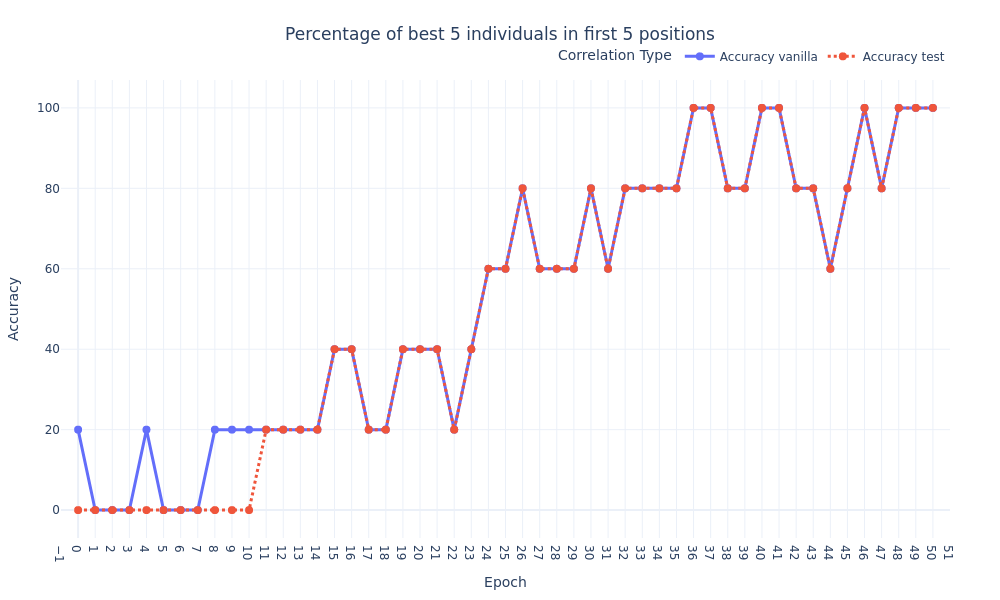 Percentage of best 5 individuals in first 5 positions
Correlation Type Accuracy vanilla Accuracy test
100
80
60
40
20
0
Accuracy
−1 0 1 2 3 4 5 6 7 8 9 10 11 12 13 14 15 16 17 18 19 20 21 22 23 24 25 26 27 28 29 30 31 32 33 34 35 36 37 38 39 40 41 42 43 44 45 46 47 48 49 50 51
Epoch